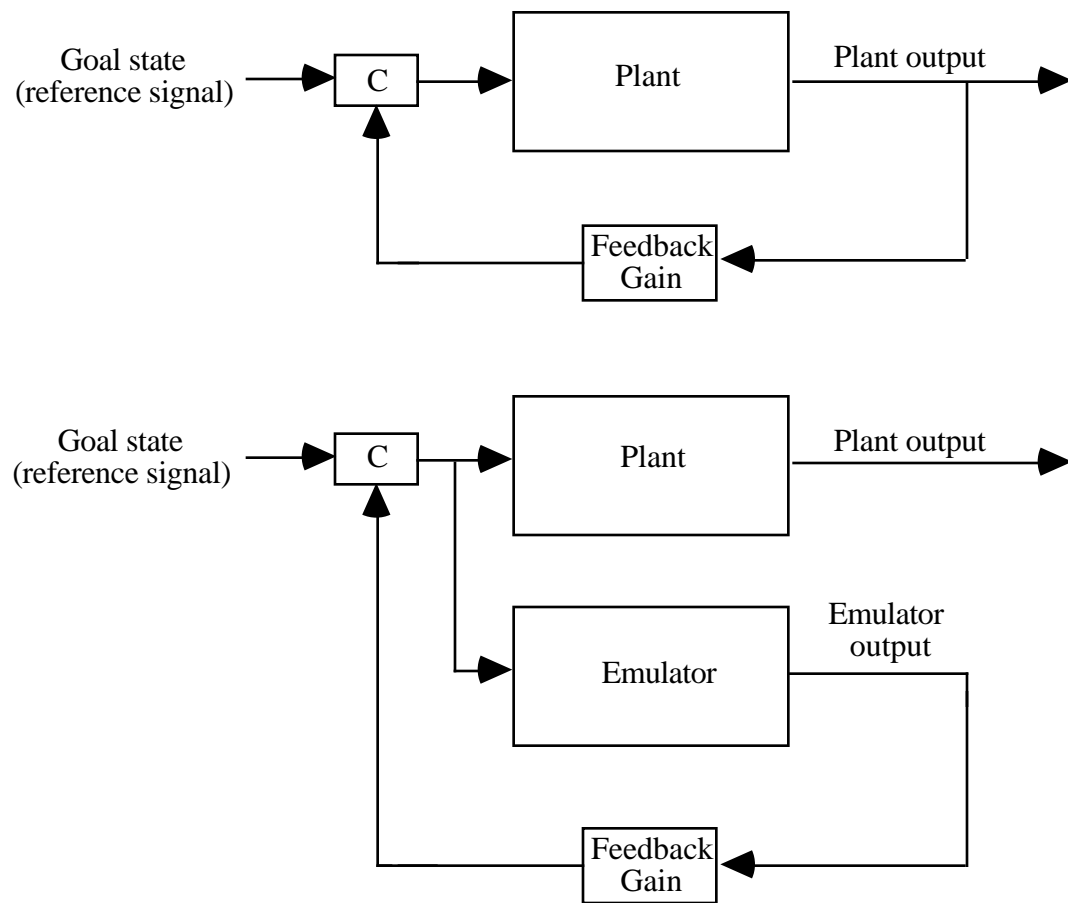 Goal state
(reference signal)
C
Plant
Plant output
Feedback
Gain
Goal state
(reference signal)
C
Plant
Plant output
Emulator
Emulator
output
Feedback
Gain